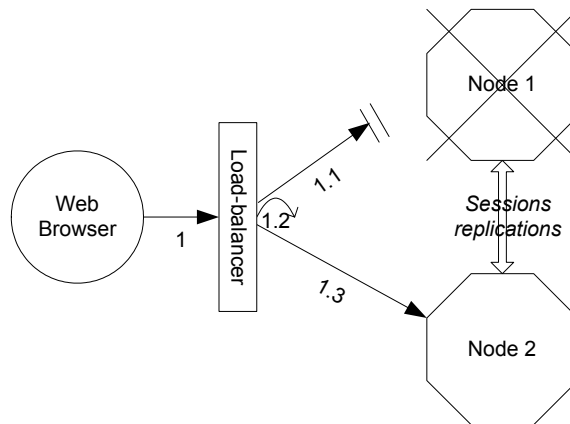 Node 1
Load-balancer
1.1
Web
Browser
1
1.2
Sessions
replications
1.3
Node 2